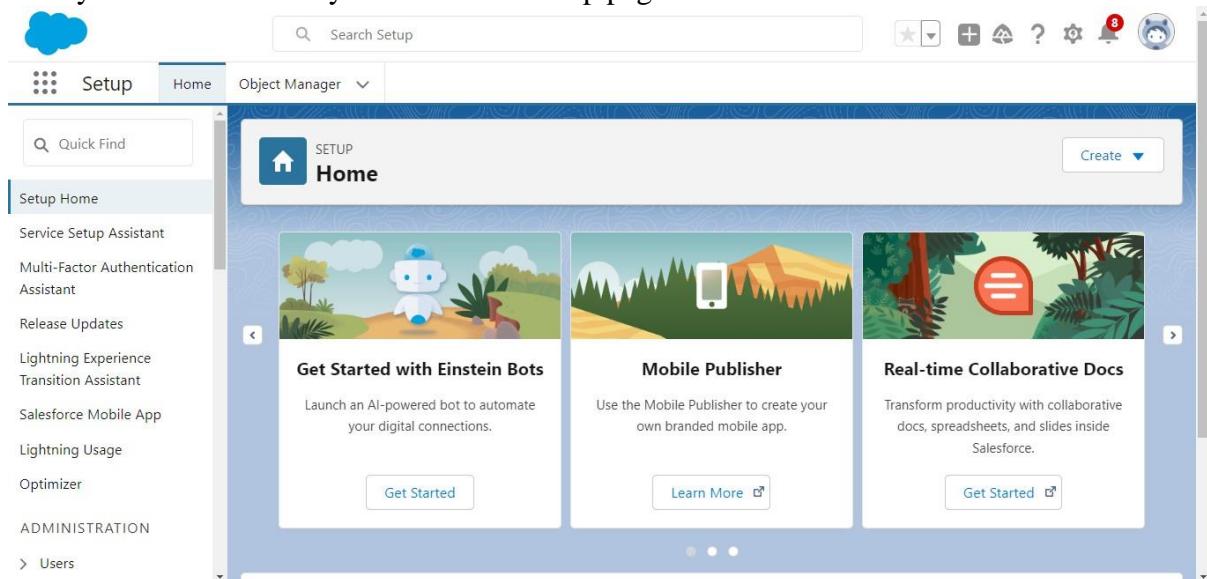 Search Setup
8
Setup
Home
Object Manager
Quick Find
Setup Home
Service Setup Assistant
Multi-Factor Authentication
Assistant
Release Updates
Lightning Experience
Transition Assistant
Salesforce Mobile App
Lightning Usage
Optimizer
ADMINISTRATION
Users
SETUP
Home
Create
Get Started with Einstein Bots
Launch an AI-powered bot to automate
your digital connections.
Get Started
Mobile Publisher
Use the Mobile Publisher to create your
own branded mobile app.
Learn More
Real-time Collaborative Docs
Transform productivity with collaborative
docs, spreadsheets, and slides inside
Salesforce.
Get Started